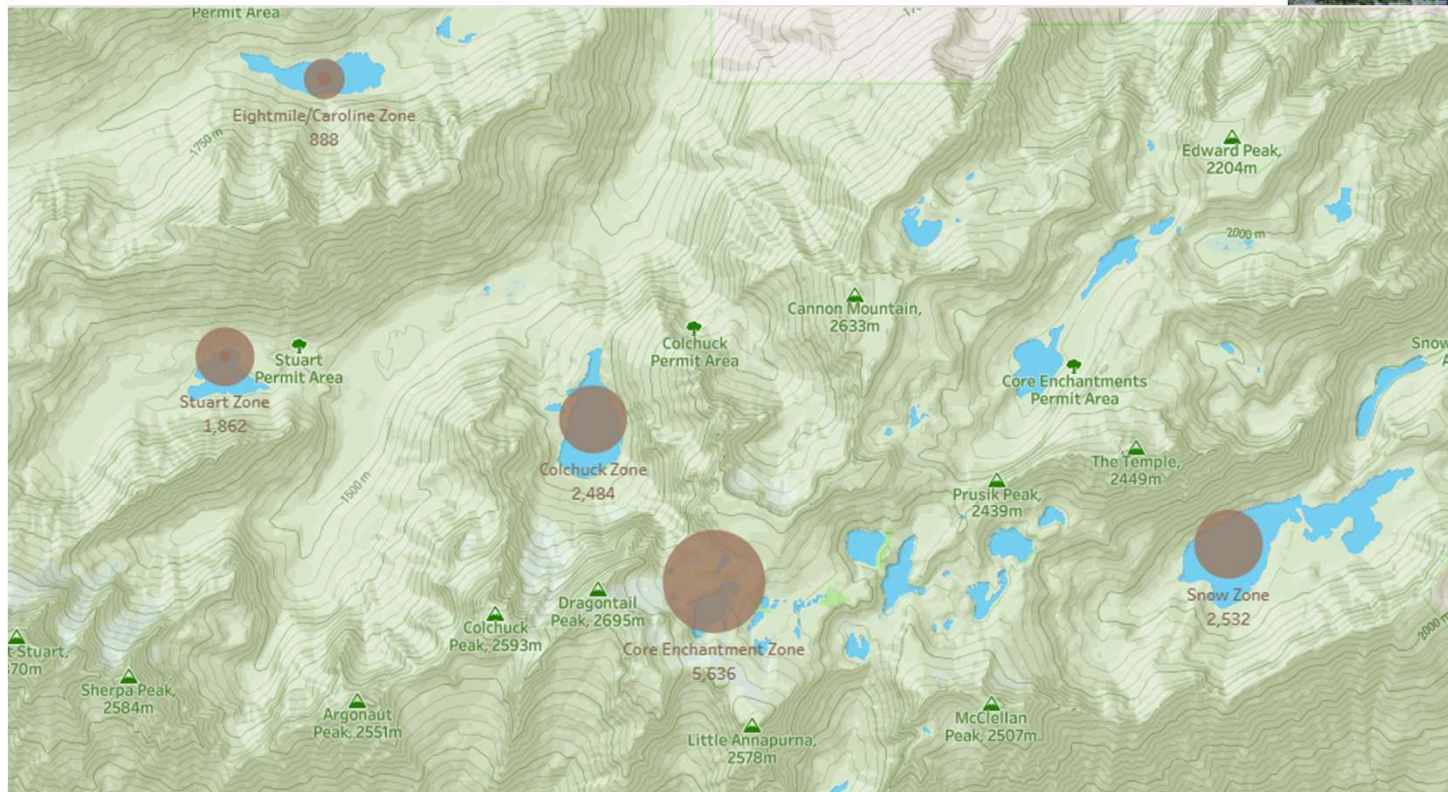 Permit Area
Eightmile/Caroline Zone
888
1750 m
Edward Peak,
2204m
2000 m
Cannon Mountain,
2633m
Colchuck
Permit Area
Stuart
Permit Area
Stuart Zone
1,862
Core Enchantments
Permit Area
Snow
Colchuck Zone
2,484
1500 m
The Temple,
2449m
Prusik Peak,
2439m
Snow Zone
2,532
Dragontail
Peak, 2695m
Colchuck
Peak, 2593m
Core Enchantment Zone
5,636
t Stuart,
70m
Sherpa Peak,
2584m
Argonaut
Peak, 2551m
Little Annapurna,
2578m
McClellan
Peak, 2507m
2000 m